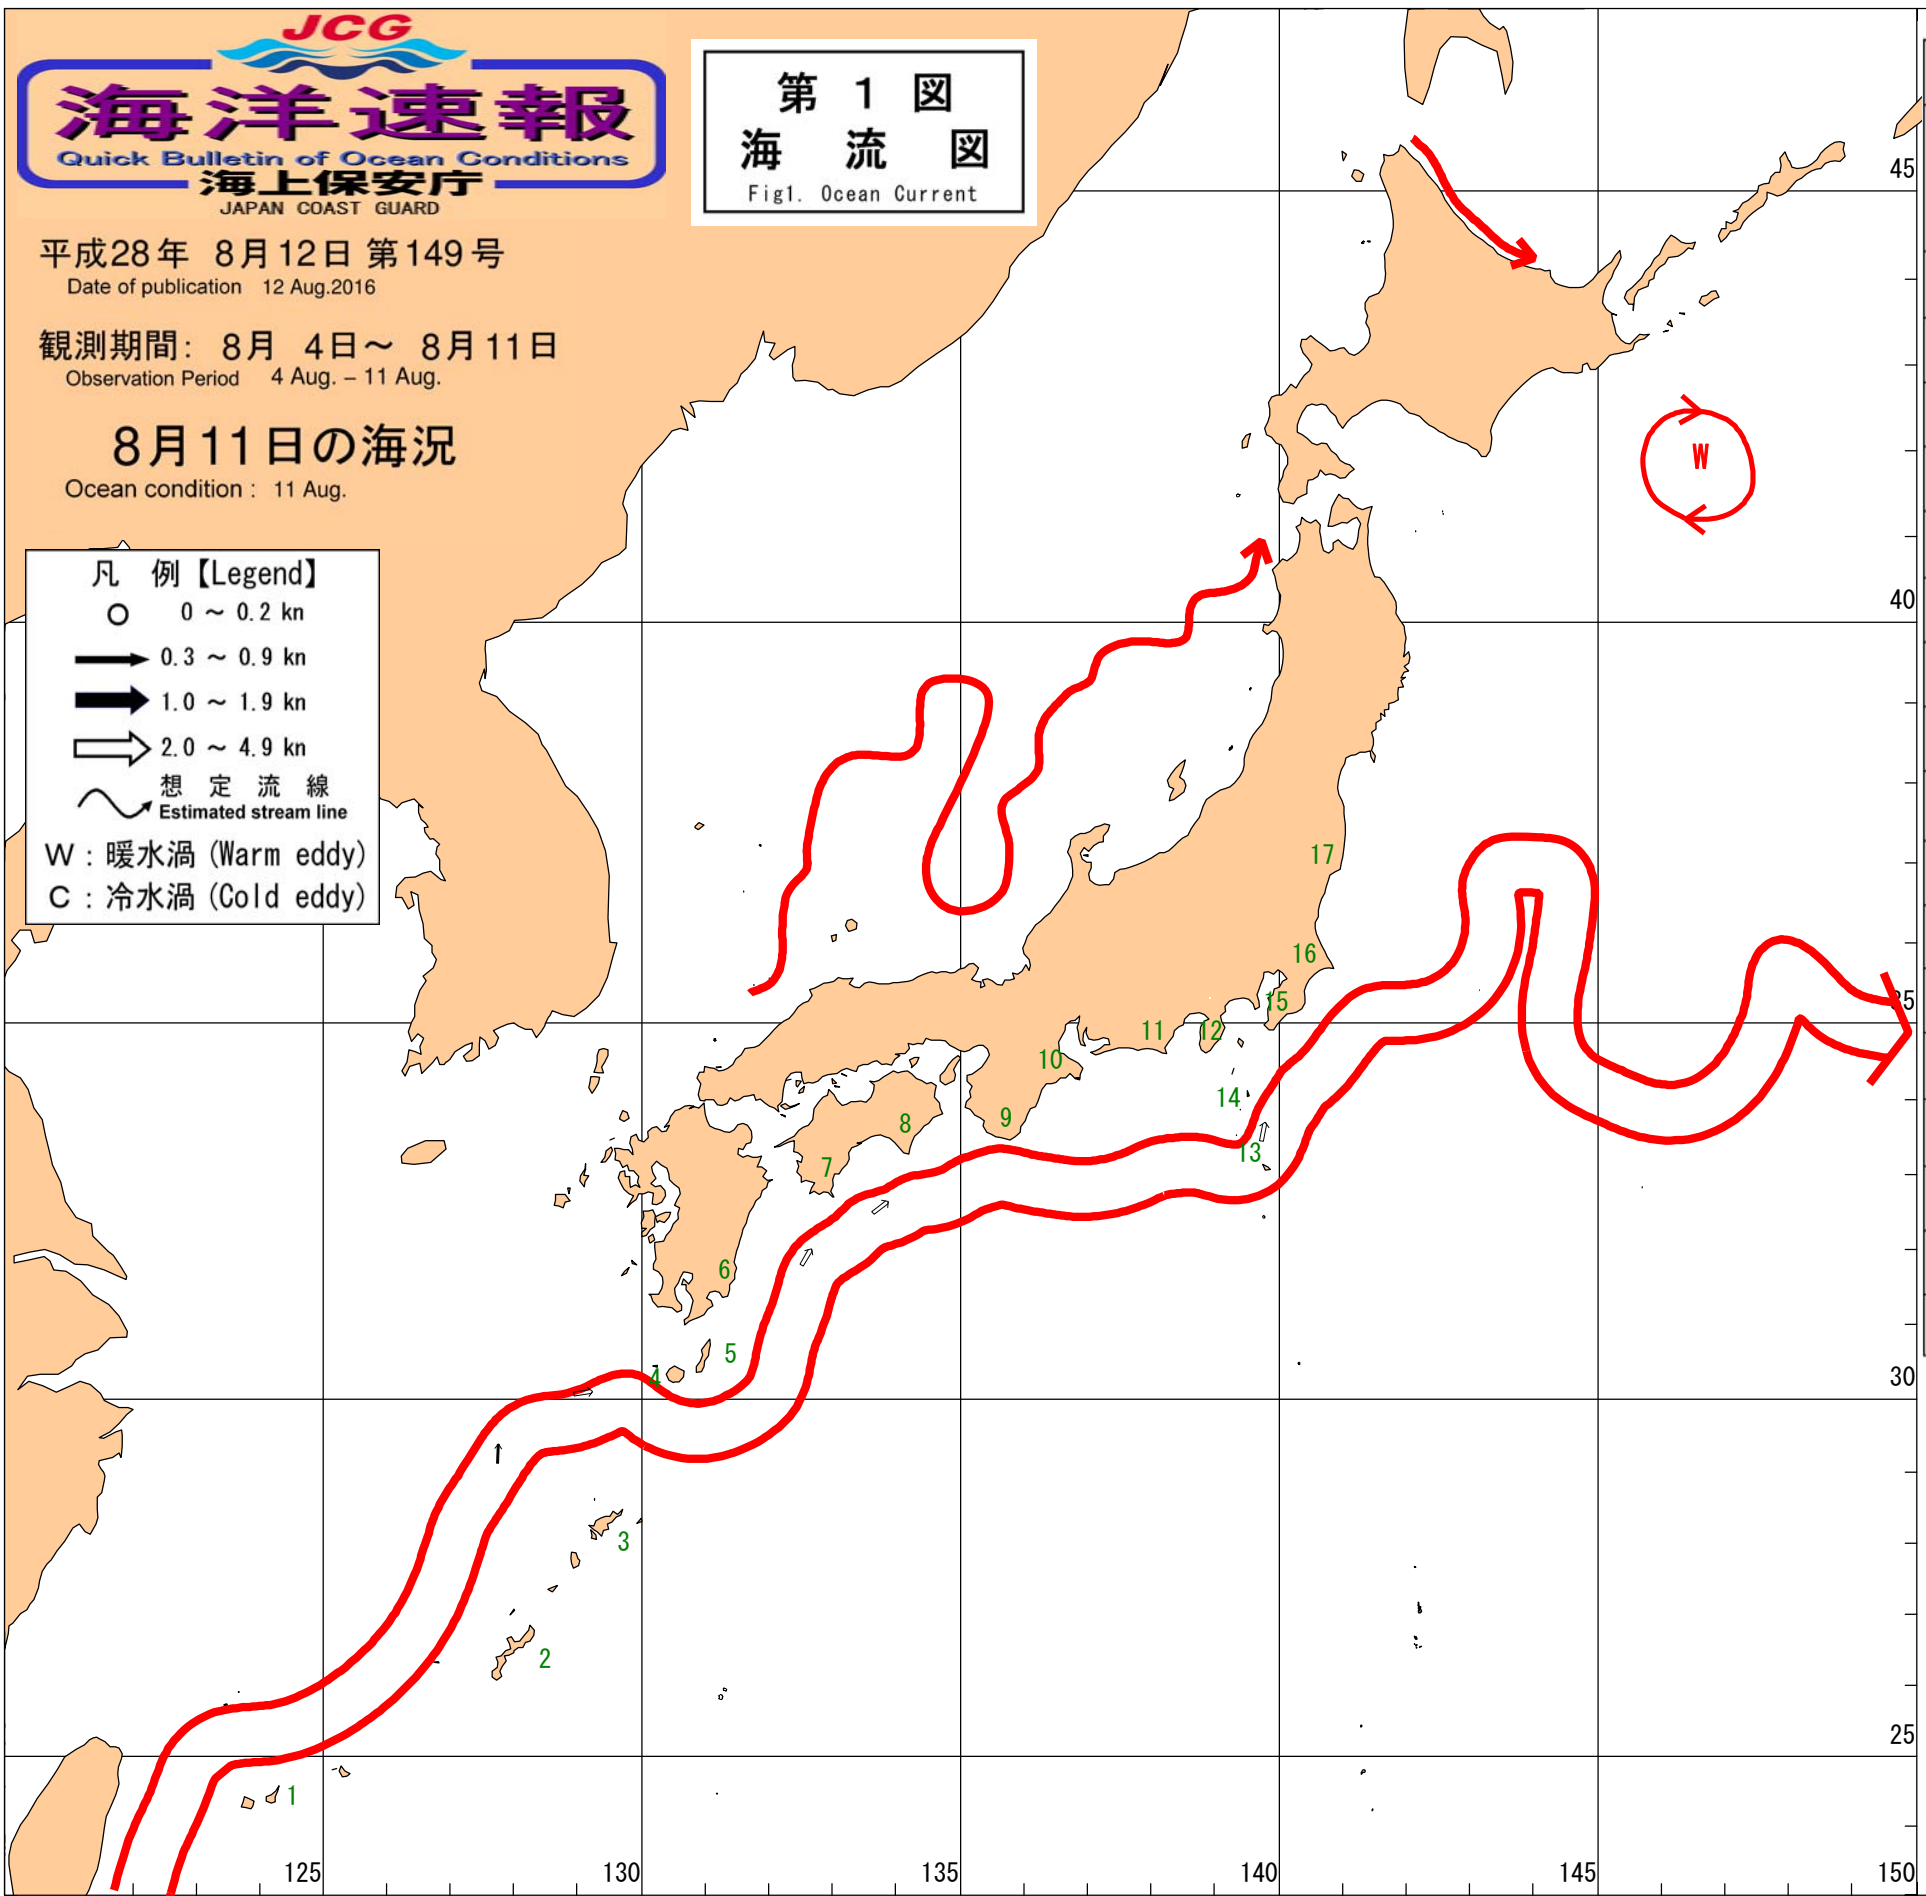 JCG
海洋速報
Quick Bulletin of Ocean Conditions
海上保安庁
JAPAN COAST GUARD
第 1 図
海 流 図
Fig1. Ocean Current
平成28年 8月12日 第149号
Date of publication 12 Aug.2016
観測期間: 8月 4日～ 8月11日
Observation Period 4 Aug. – 11 Aug.
8月11日の海況
Ocean condition : 11 Aug.
凡 例【Legend】
0 ～ 0.2 kn
0.3 ～ 0.9 kn
1.0 ～ 1.9 kn
2.0 ～ 4.9 kn
想 定 流 線
Estimated stream line
W : 暖水渦 (Warm eddy)
C : 冷水渦 (Cold eddy)
45
W
40
17
16
15
35
12
11
10
14
9
8
13
7
6
5
4
30
3
2
25
1
125
130
135
140
145
150